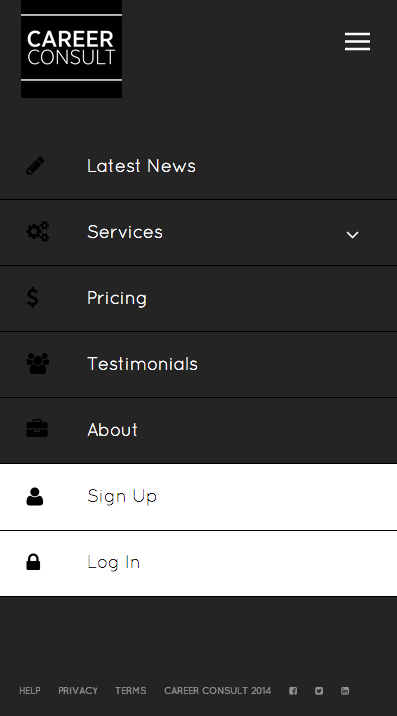 CAREER
CONSULT
Latest News
Services
Pricing
Testimonials
About
Sign Up
Log In
HELP PRIVACY TERMS CAREER CONSULT 2014